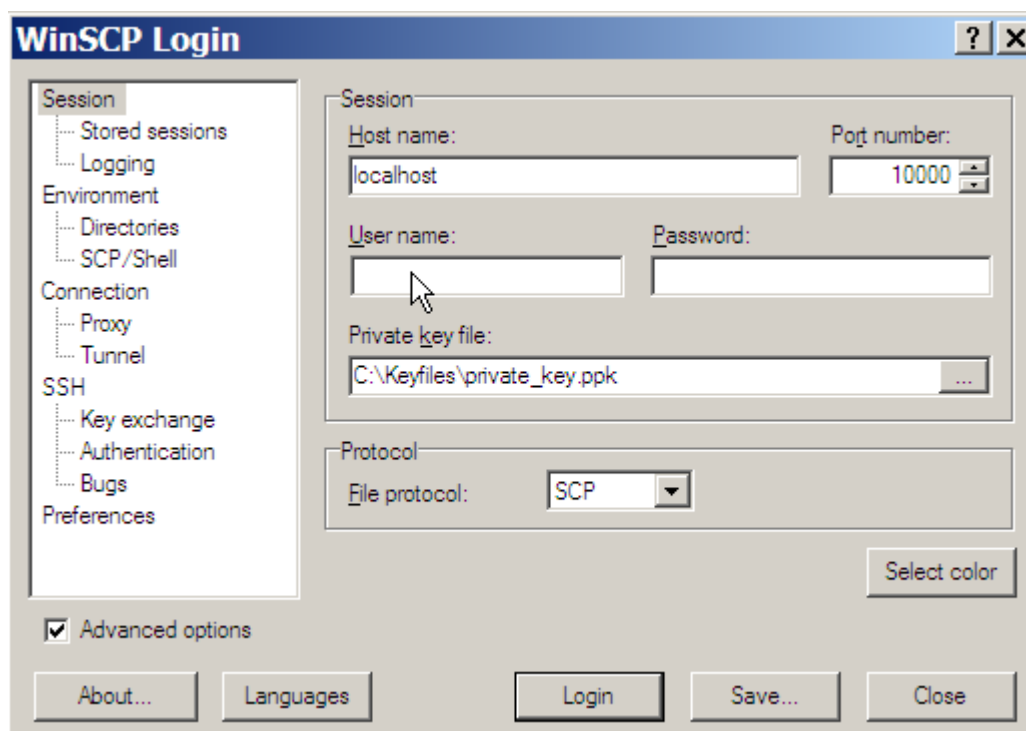 WinSCP Login
Session
Stored sessions
Logging
Environment
Directories
SCP/Shell
Connection
Proxy
Tunnel
SSH
Key exchange
Authentication
Bugs
Preferences
Session
Host name: Port number:
localhost 10000
User name: Password:
Private key file:
C:\Keyfiles\private_key.ppk ...
Protocol
File protocol: SCP
Select color
Advanced options
About... Languages Login Save... Close